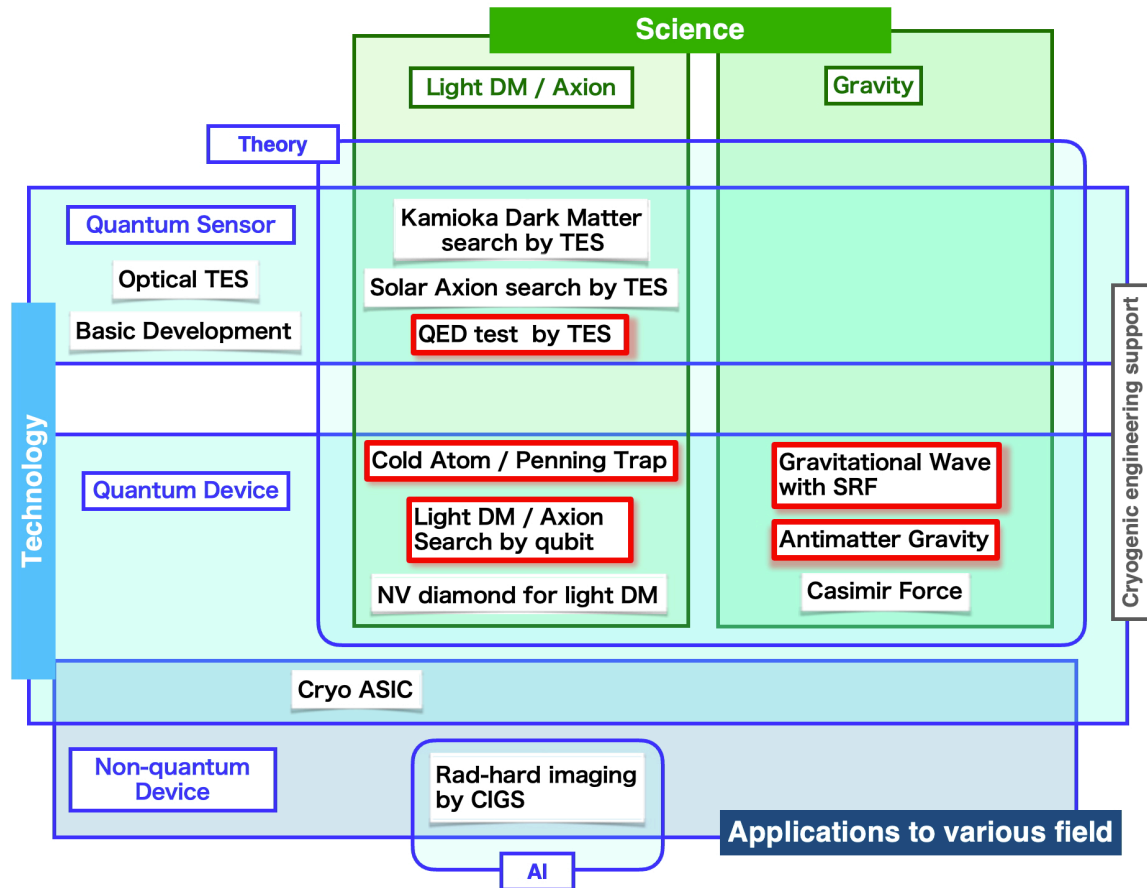 Science
Light DM / Axion
Gravity
Theory
Quantum Sensor
Optical TES
Basic Development
Kamioka Dark Matter
search by TES
Solar Axion search by TES
QED test by TES
Technology
Cryogenic engineering support
Quantum Device
Cold Atom / Penning Trap
Light DM / Axion
Search by qubit
NV diamond for light DM
Gravitational Wave
with SRF
Antimatter Gravity
Casimir Force
Cryo ASIC
Non-quantum
Device
Rad-hard imaging
by CIGS
Applications to various field
AI